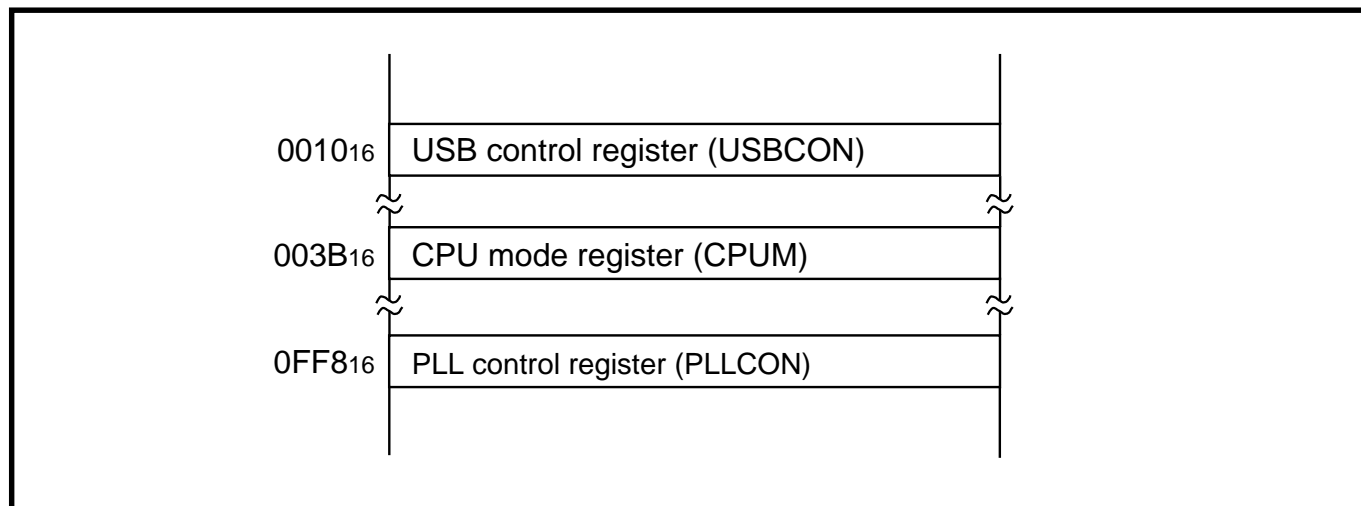 0010₁₆ USB control register (USBCON)
003B₁₆ CPU mode register (CPUM)
0FF8₁₆ PLL control register (PLLCON)